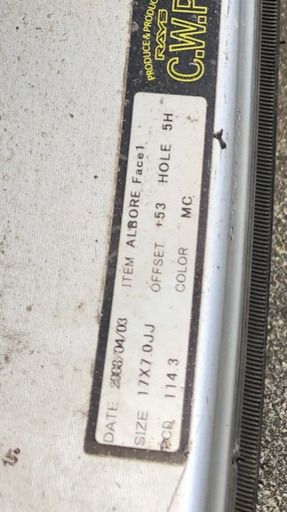 PRODUCE & PRODUC
RAYS
C.W.F
DATE 2008/04/03 ITEM ALBORE Face1
SIZE 17X7.0JJ OFFSET +53 HOLE 5H
PCD 114.3 COLOR MC